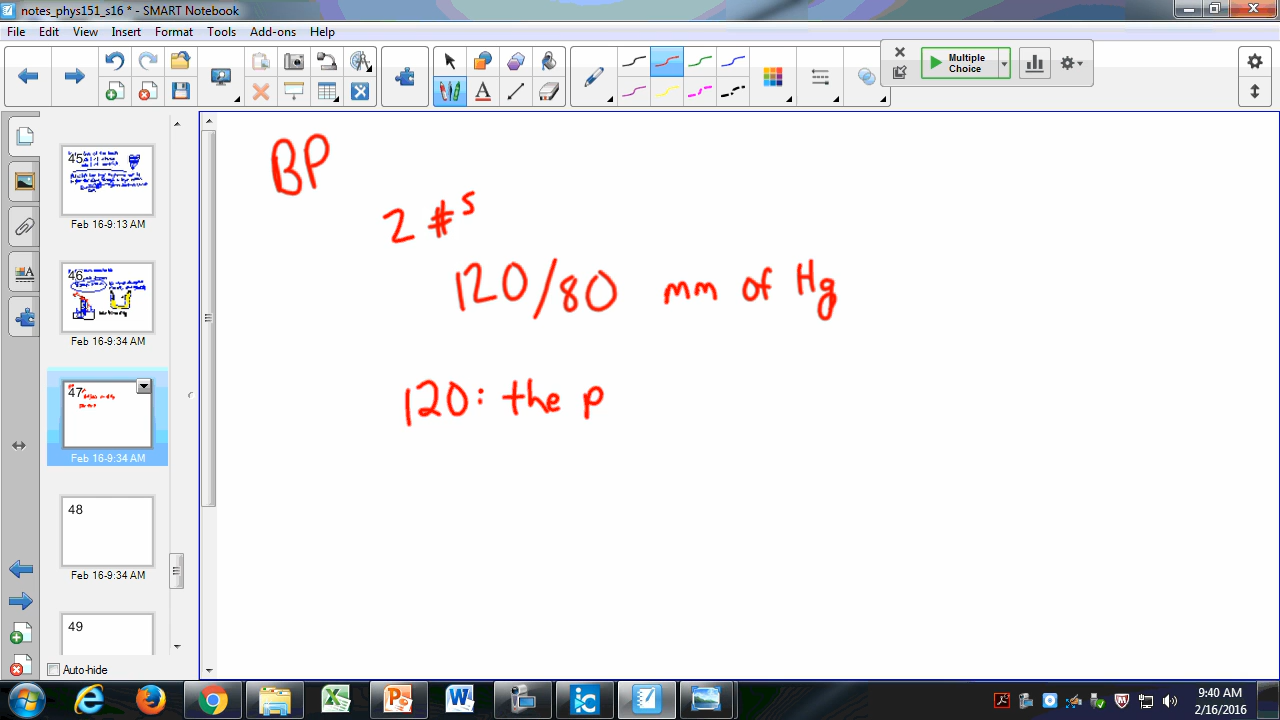 notes_phys151_s16 * - SMART Notebook
File Edit View Insert Format Tools Add-ons Help
Multiple Choice
45
Feb 16-9:13 AM
46
Feb 16-9:34 AM
47
Feb 16-9:34 AM
48
Feb 16-9:34 AM
49
Auto-hide
BP
2 #s
120/80 mm of Hg
120: the p
9:40 AM
2/16/2016